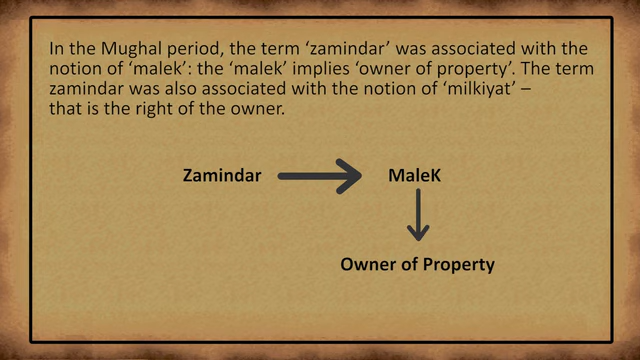 In the Mughal period, the term ‘zamindar’ was associated with the
notion of ‘malek’: the ‘malek’ implies ‘owner of property’. The term
zamindar was also associated with the notion of ‘milkiyat’ –
that is the right of the owner.
Zamindar MaleK
Owner of Property